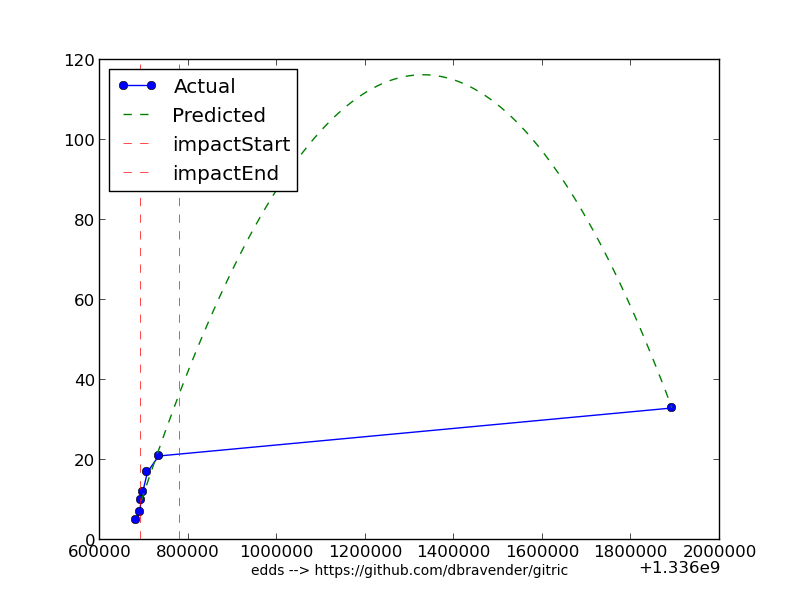 120
100
80
60
40
20
0
Actual
Predicted
impactStart
impactEnd
600000 800000 1000000 1200000 1400000 1600000 1800000 2000000
+1.336e9
edds --> https://github.com/dbravender/gitric